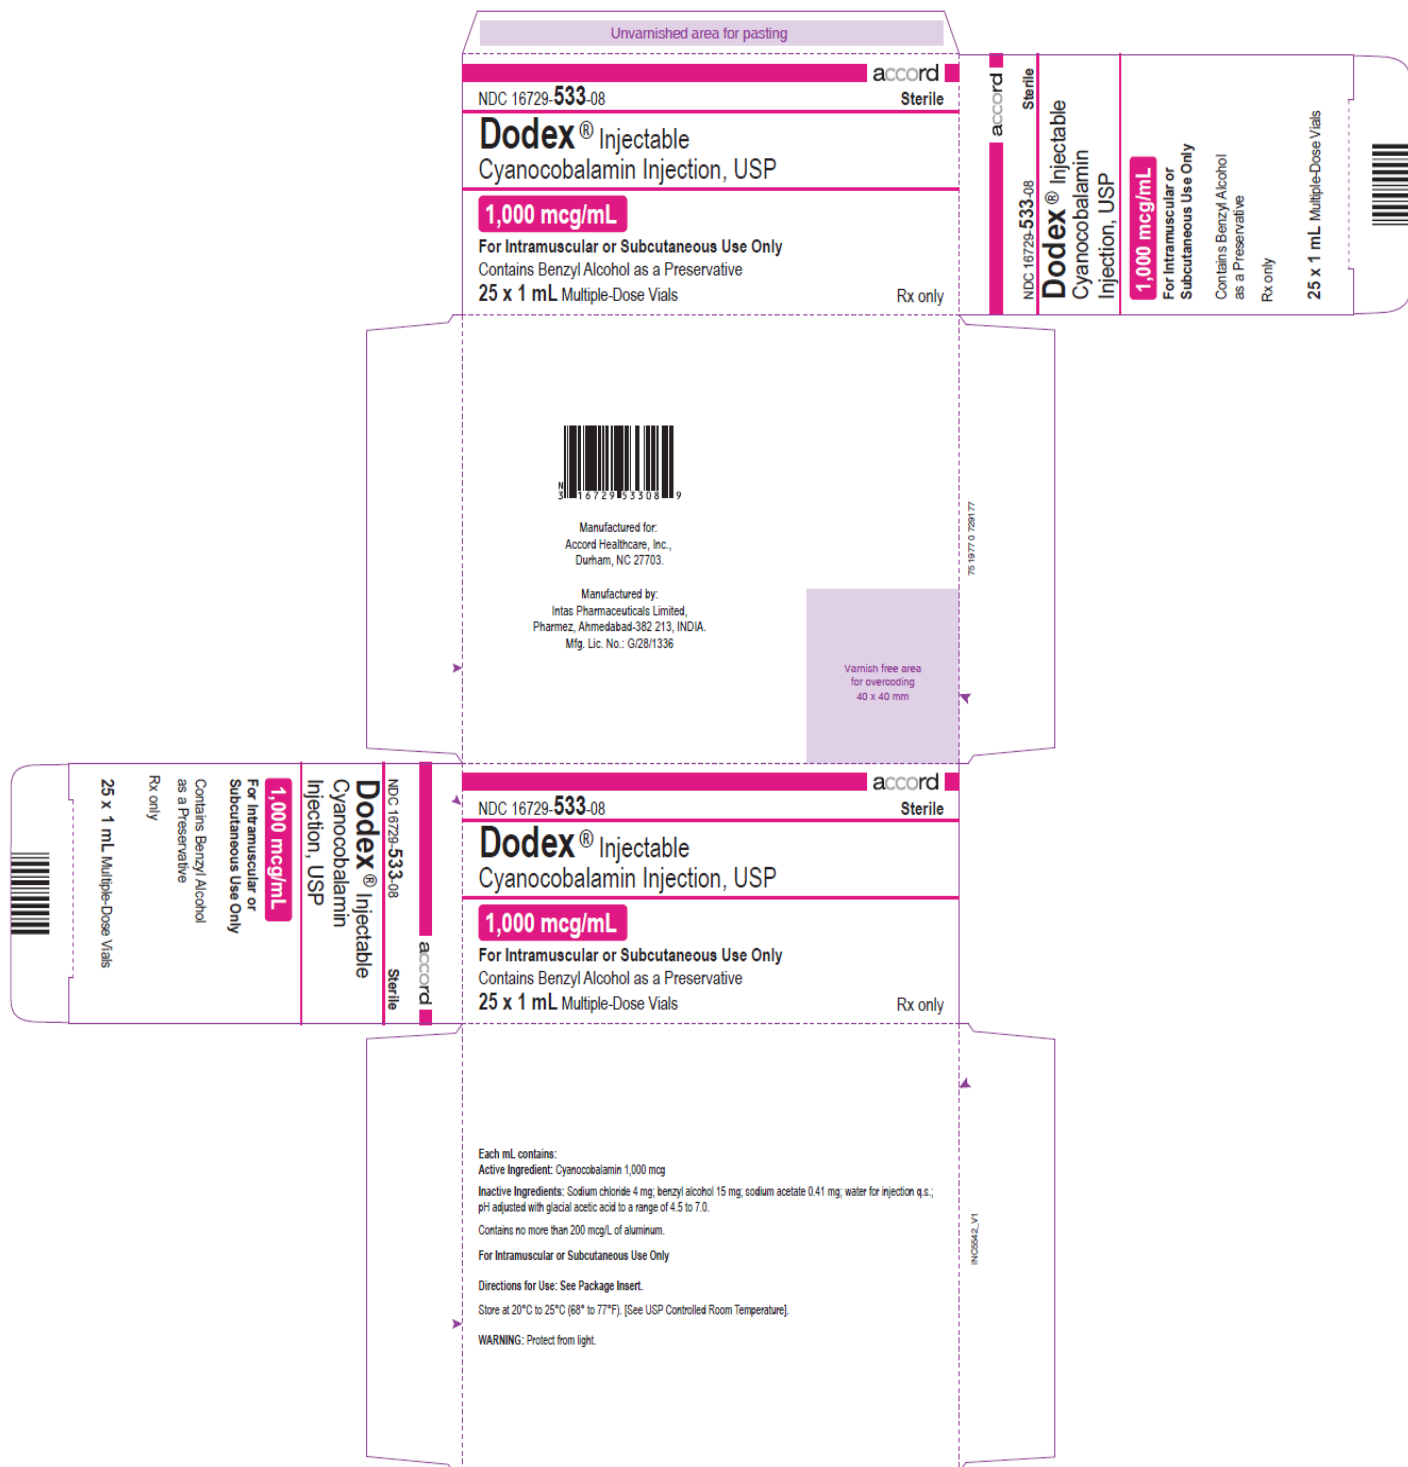 Unvarnished area for pasting
accord
NDC 16729-533-08 Sterile
Dodex® Injectable
Cyanocobalamin Injection, USP
1,000 mcg/mL
For Intramuscular or Subcutaneous Use Only
Contains Benzyl Alcohol as a Preservative
25 x 1 mL Multiple-Dose Vials Rx only
accord
NDC 16729-533-08 Sterile
Dodex® Injectable
Cyanocobalamin
Injection, USP
1,000 mcg/mL
For Intramuscular or
Subcutaneous Use Only
Contains Benzyl Alcohol
as a Preservative
Rx only
25 x 1 mL Multiple-Dose Vials
N
3 16729 53308 9
Manufactured for:
Accord Healthcare, Inc.,
Durham, NC 27703.
Manufactured by:
Intas Pharmaceuticals Limited,
Pharmez, Ahmedabad-382 213, INDIA.
Mfg. Lic. No.: G/28/1336
75 1977 0 729177
Varnish free area
for overcoding
40 x 40 mm
accord
NDC 16729-533-08 Sterile
Dodex® Injectable
Cyanocobalamin
Injection, USP
1,000 mcg/mL
For Intramuscular or
Subcutaneous Use Only
Contains Benzyl Alcohol
as a Preservative
Rx only
25 x 1 mL Multiple-Dose Vials
accord
NDC 16729-533-08 Sterile
Dodex® Injectable
Cyanocobalamin Injection, USP
1,000 mcg/mL
For Intramuscular or Subcutaneous Use Only
Contains Benzyl Alcohol as a Preservative
25 x 1 mL Multiple-Dose Vials Rx only
Each mL contains:
Active Ingredient: Cyanocobalamin 1,000 mcg
Inactive Ingredients: Sodium chloride 4 mg; benzyl alcohol 15 mg; sodium acetate 0.41 mg; water for injection q.s.;
pH adjusted with glacial acetic acid to a range of 4.5 to 7.0.
Contains no more than 200 mcg/L of aluminum.
For Intramuscular or Subcutaneous Use Only
Directions for Use: See Package Insert.
Store at 20°C to 25°C (68° to 77°F). [See USP Controlled Room Temperature].
WARNING: Protect from light.
INC5542_V1